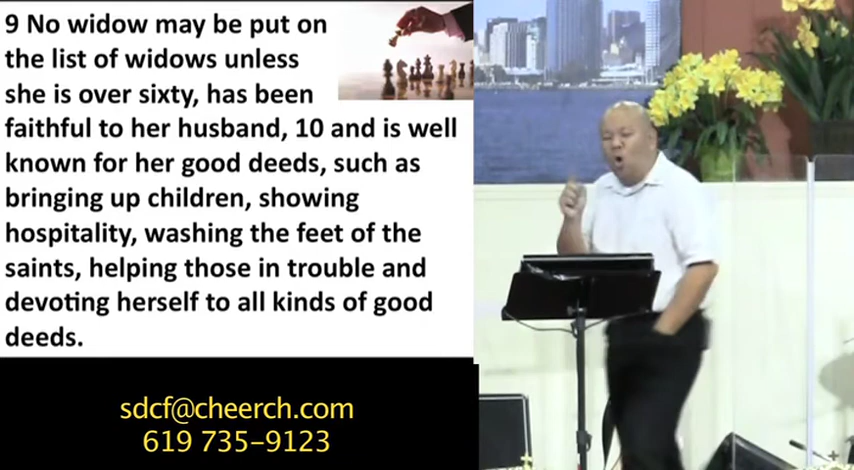 9 No widow may be put on
the list of widows unless
she is over sixty, has been
faithful to her husband, 10 and is well
known for her good deeds, such as
bringing up children, showing
hospitality, washing the feet of the
saints, helping those in trouble and
devoting herself to all kinds of good
deeds.
sdcf@cheerch.com
619 735-9123